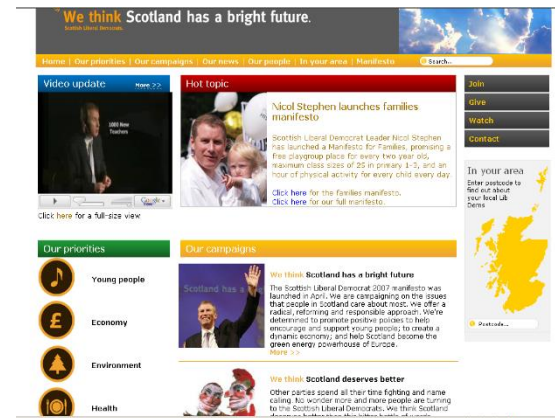 We think Scotland has a bright future.
Scottish Liberal Democrats
Home | Our priorities | Our campaigns | Our news | Our people | In your area | Manifesto
Search...
Video update
More >>
1000 New
Teachers
Google
Click here for a full-size view
Hot topic
Nicol Stephen launches families
manifesto
Scottish Liberal Democrat Leader Nicol Stephen
has launched a Manifesto for Families, promising a
free playgroup place for every two year old,
maximum class sizes of 25 in primary 1-3, and an
hour of physical activity for every child every day.
Click here for the families manifesto.
Click here for our full manifesto.
Join
Give
Watch
Contact
In your area
Enter postcode to
find out about
your local Lib
Dems
Postcode...
Our priorities
Young people
Economy
Environment
Health
Our campaigns
Scotland has a
We think Scotland has a bright future
The Scottish Liberal Democrat 2007 manifesto was
launched in April. We are campaigning on the issues
that people in Scotland care about most. We offer a
radical, reforming and responsible approach. We're
determined to promote positive policies to help
encourage and support young people; to create a
dynamic economy; and help Scotland become the
green energy powerhouse of Europe.
More >>
We think Scotland deserves better
Other parties spend all their time fighting and name
calling. No wonder more and more people are turning
to the Scottish Liberal Democrats. We think Scotland